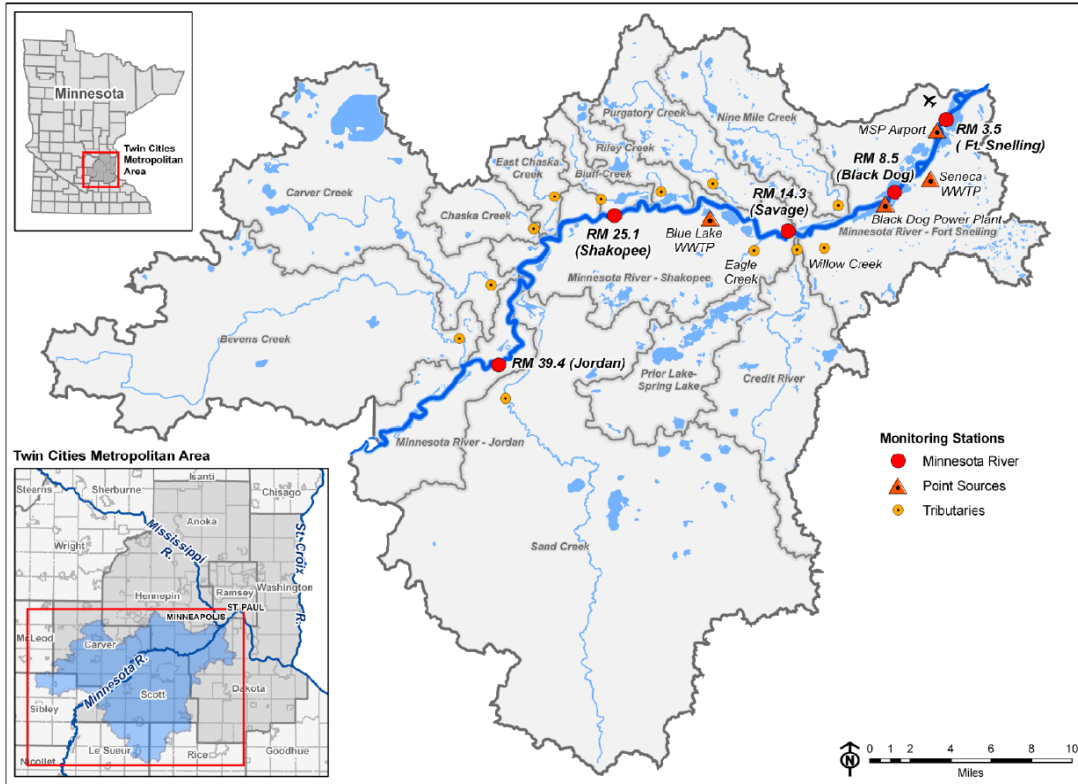 Minnesota
Twin Cities
Metropolitan
Area
Purgatory Creek
Nine Mile Creek
Riley Creek
East Chaska
Creek
Bluff Creek
Carver Creek
Chaska Creek
MSP Airport
RM 3.5
( Ft. Snelling)
RM 8.5
(Black Dog)
Seneca
WWTP
RM 14.3
(Savage)
RM 25.1
(Shakopee)
Blue Lake
WWTP
Black Dog Power Plant
Minnesota River - Fort Snelling
Eagle
Creek
Willow Creek
Minnesota River - Shakopee
Bevens Creek
RM 39.4 (Jordan)
Prior Lake-
Spring Lake
Credit River
Minnesota River - Jordan
Sand Creek
Monitoring Stations
Minnesota River
Point Sources
Tributaries
Twin Cities Metropolitan Area
Stearns
Sherburne
Isanti
Chisago
Anoka
Wright
Mississippi
R.
St. Croix
R.
Hennepin
Ramsey
Washington
ST. PAUL
MINNEAPOLIS
McLeod
Carver
Minnesota R.
Scott
Dakota
Sibley
Le Sueur
Rice
Goodhue
Nicollet
N
0 1 2 4 6 8 10
Miles